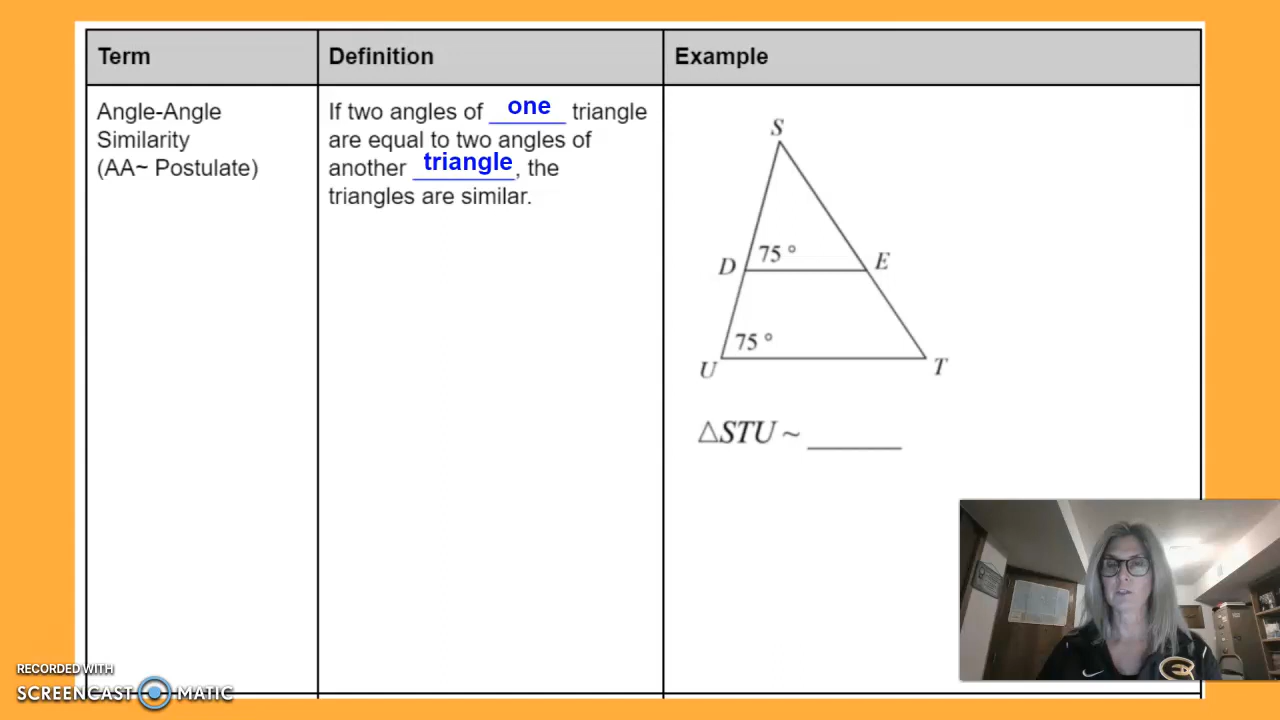 Term
Definition
Example
Angle-Angle
Similarity
(AA~ Postulate)
If two angles of one triangle
are equal to two angles of
another triangle, the
triangles are similar.
S
75 °
D
E
75 °
U
T
△STU ~ ______
RECORDED WITH
SCREENCAST MATIC